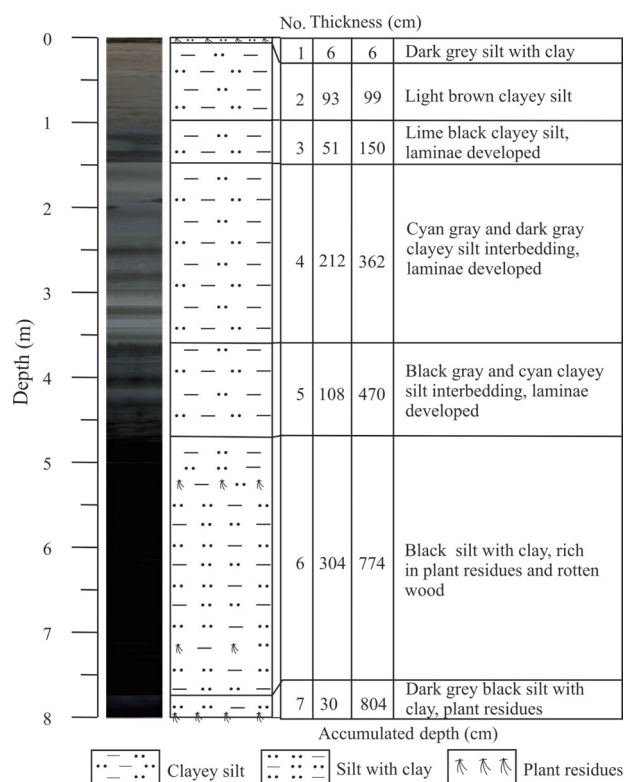 No. Thickness (cm)
0
1 6 6 Dark grey silt with clay
2 93 99 Light brown clayey silt
1
3 51 150 Lime black clayey silt,
laminae developed
2
4 212 362 Cyan gray and dark gray
clayey silt interbedding,
laminae developed
3
Depth (m)
4
5 108 470 Black gray and cyan clayey
silt interbedding, laminae
developed
5
6
6 304 774 Black silt with clay, rich
in plant residues and rotten
wood
7
7 30 804 Dark grey black silt with
clay, plant residues
8
Accumulated depth (cm)
Clayey silt Silt with clay Plant residues